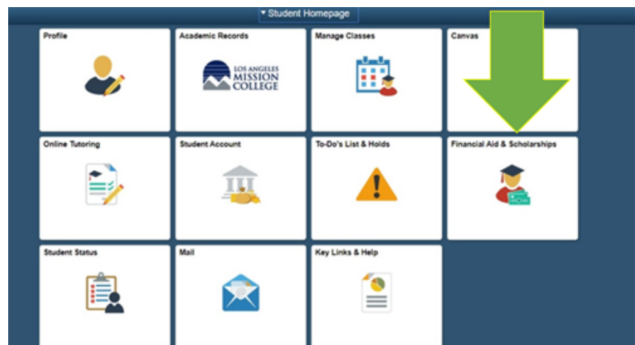 Student Homepage
Profile
Academic Records
Manage Classes
Canvas
LOS ANGELES
MISSION
COLLEGE
Online Tutoring
Student Account
To-Do's List & Holds
Financial Aid & Scholarships
Student Status
Mail
Key Links & Help